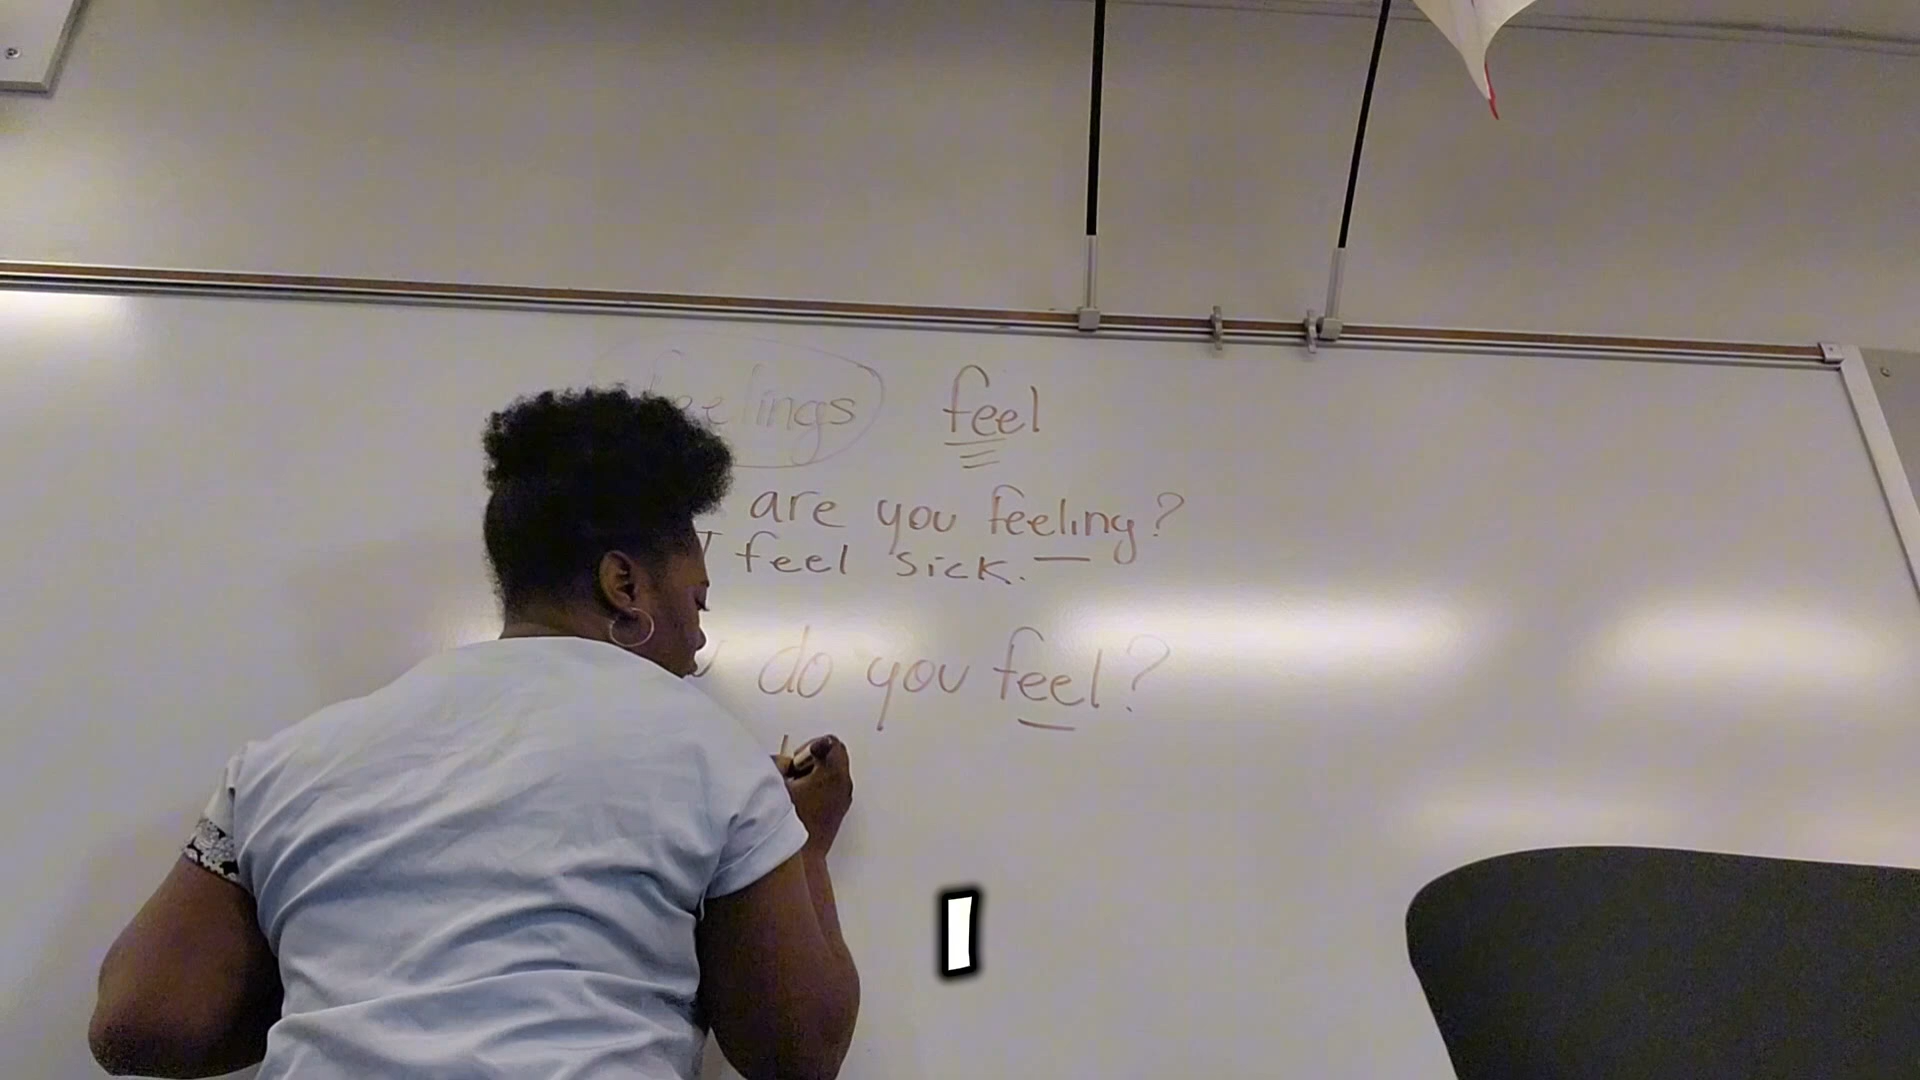 feelings feel
are you feeling?
I feel sick.
do you feel?
I